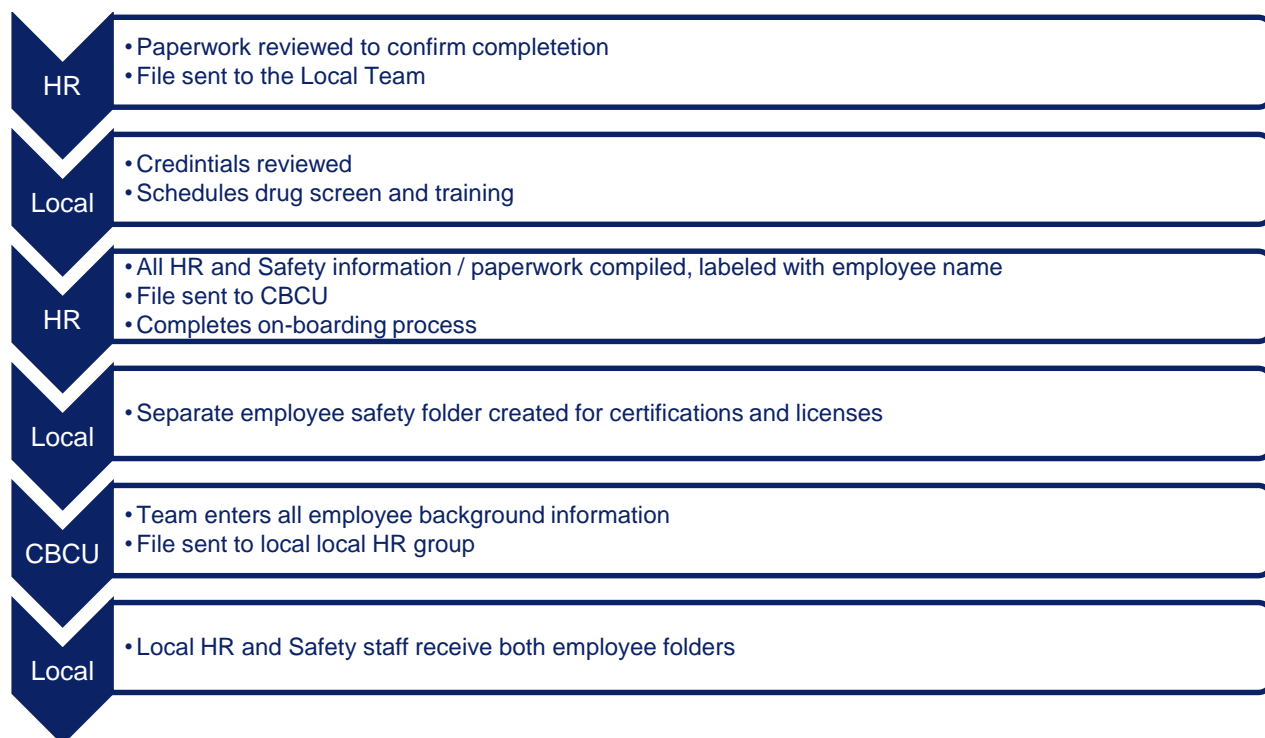 HR
•Paperwork reviewed to confirm completetion
•File sent to the Local Team
Local
•Credintials reviewed
•Schedules drug screen and training
HR
•All HR and Safety information / paperwork compiled, labeled with employee name
•File sent to CBCU
•Completes on-boarding process
Local
•Separate employee safety folder created for certifications and licenses
CBCU
•Team enters all employee background information
•File sent to local local HR group
Local
•Local HR and Safety staff receive both employee folders